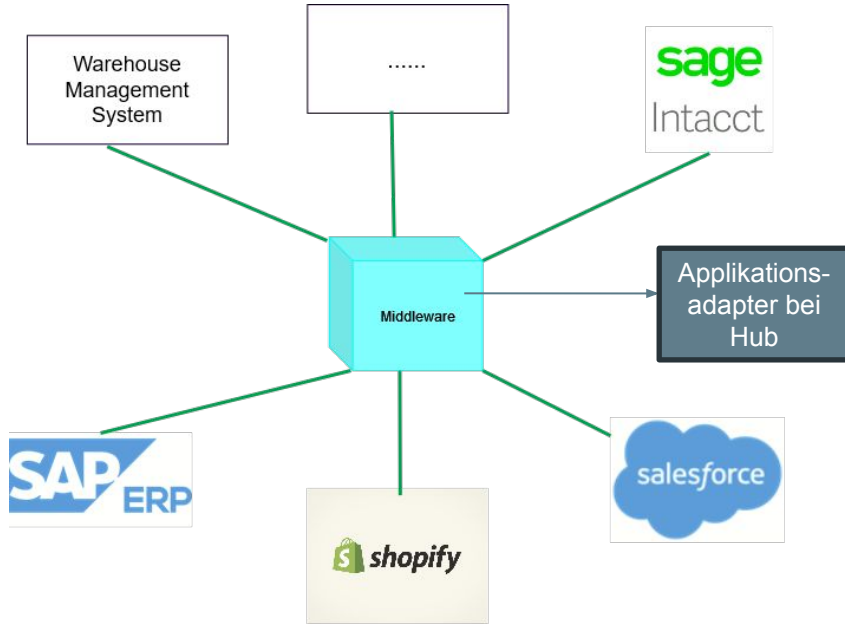 Warehouse
Management
System
......
sage
Intacct
Middleware
Applikations-
adapter bei
Hub
SAP
ERP
S shopify
salesforce